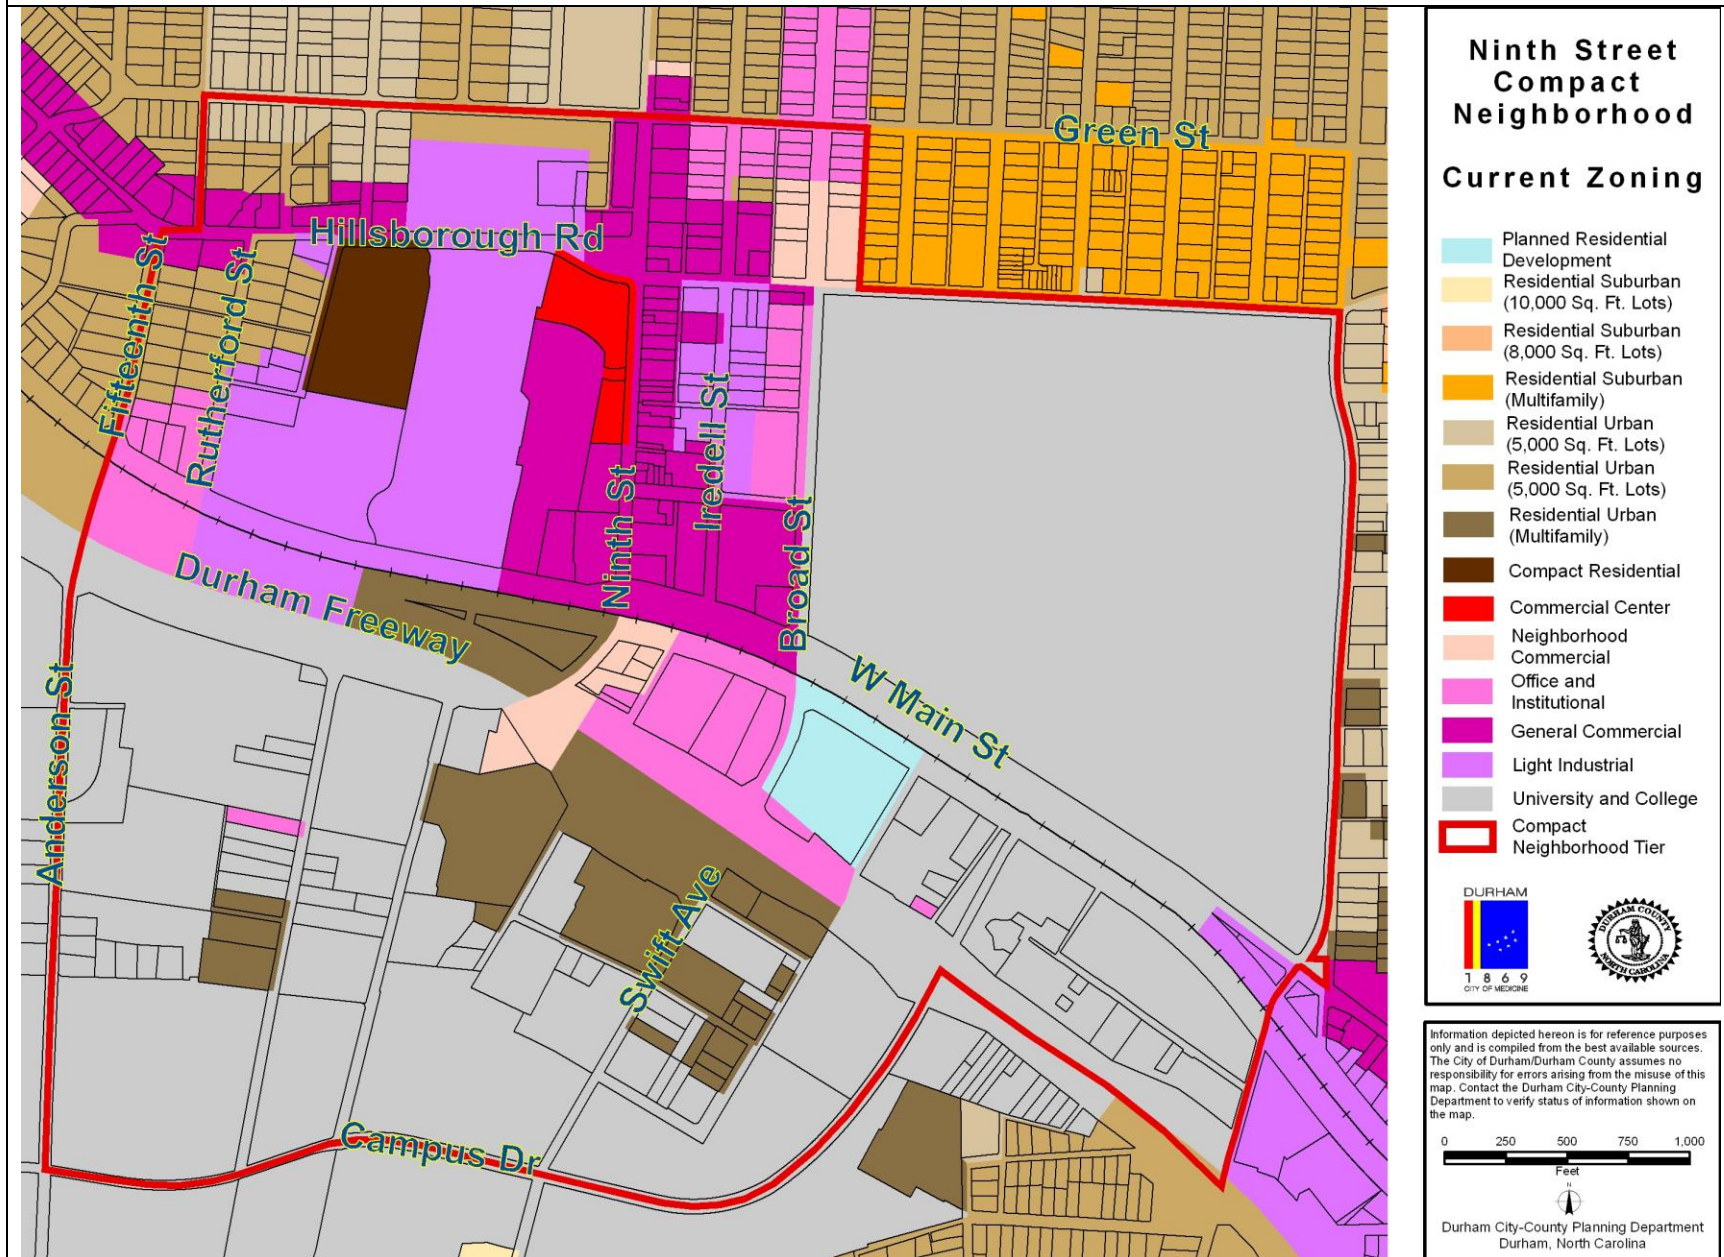 Green St
Hillsborough Rd
Fifteenth St
Rutherford St
Iredell St
Ninth St
Broad St
Durham Freeway
W Main St
Anderson St
Swift Ave
Campus Dr
Ninth Street
Compact
Neighborhood
Current Zoning
Planned Residential
Development
Residential Suburban
(10,000 Sq. Ft. Lots)
Residential Suburban
(8,000 Sq. Ft. Lots)
Residential Suburban
(Multifamily)
Residential Urban
(5,000 Sq. Ft. Lots)
Residential Urban
(5,000 Sq. Ft. Lots)
Residential Urban
(Multifamily)
Compact Residential
Commercial Center
Neighborhood
Commercial
Office and
Institutional
General Commercial
Light Industrial
University and College
Compact
Neighborhood Tier
DURHAM
1 8 6 9
CITY OF MEDICINE
DURHAM COUNTY
NORTH CAROLINA
Information depicted hereon is for reference purposes
only and is compiled from the best available sources.
The City of Durham/Durham County assumes no
responsibility for errors arising from the misuse of this
map. Contact the Durham City-County Planning
Department to verify status of information shown on
the map.
0 250 500 750 1,000
Feet
N
Durham City-County Planning Department
Durham, North Carolina